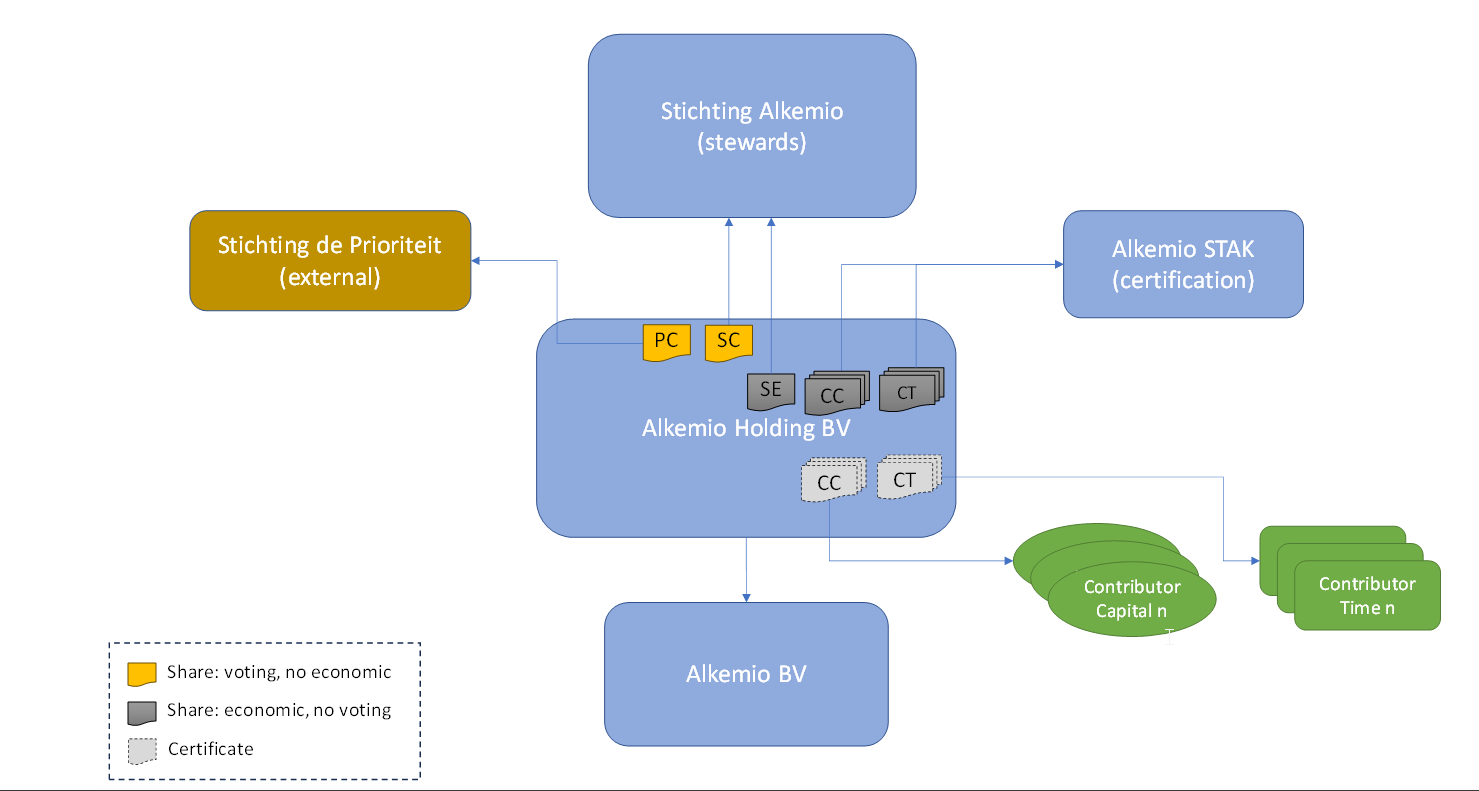 Stichting Alkemio
(stewards)
Stichting de Prioriteit
(external)
Alkemio STAK
(certification)
PC
SC
SE
CC
CT
Alkemio Holding BV
CC
CT
Contributor
Capital n
Contributor
Time n
Alkemio BV
Share: voting, no economic
Share: economic, no voting
Certificate